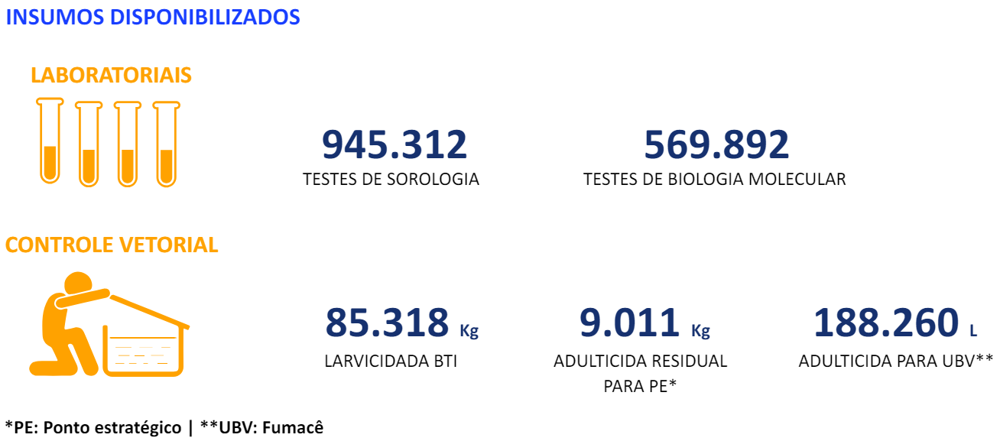 INSUMOS DISPONIBILIZADOS
LABORATORIAIS
945.312
TESTES DE SOROLOGIA
569.892
TESTES DE BIOLOGIA MOLECULAR
CONTROLE VETORIAL
85.318 Kg
LARVICIDADA BTI
9.011 Kg
ADULTICIDA RESIDUAL
PARA PE*
188.260 L
ADULTICIDA PARA UBV**
*PE: Ponto estratégico | **UBV: Fumacê